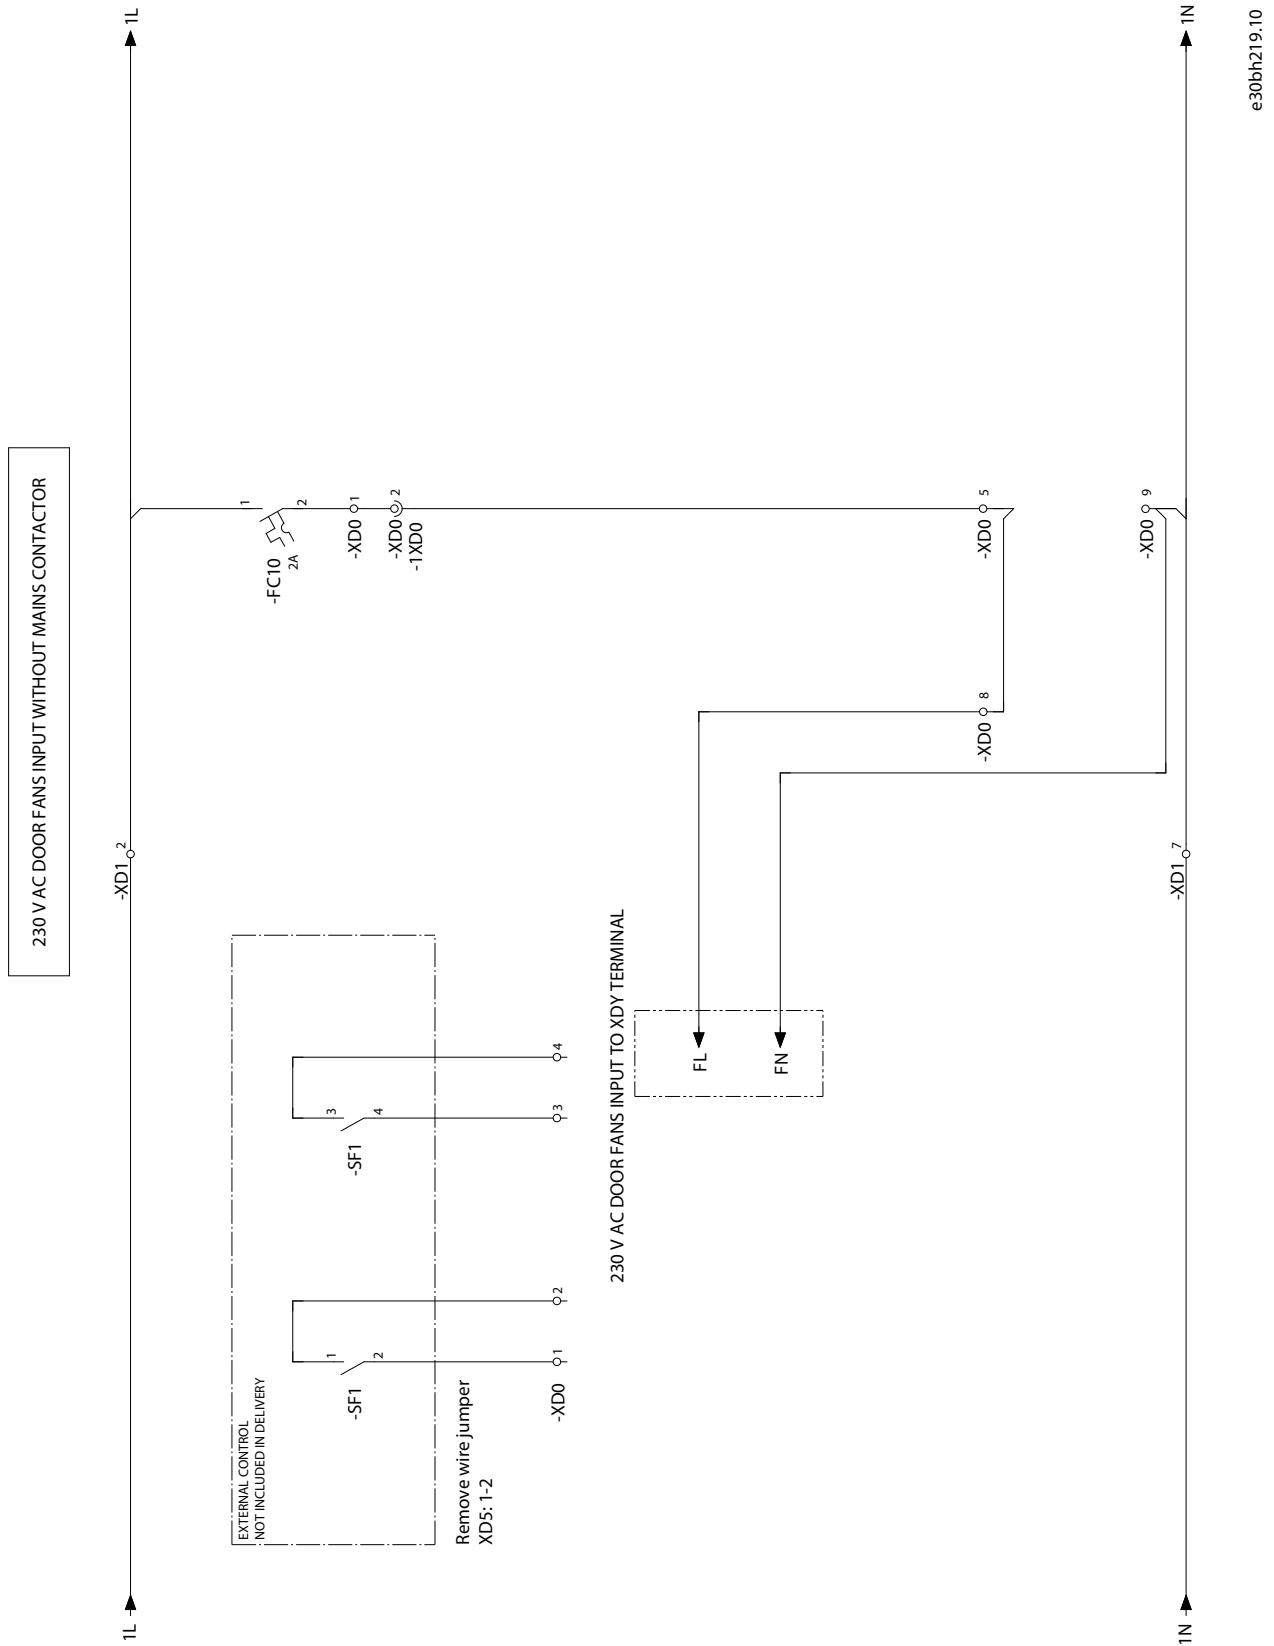 230 V AC DOOR FANS INPUT WITHOUT MAINS CONTACTOR
1L
-XD1
2
1L
EXTERNAL CONTROL
NOT INCLUDED IN DELIVERY
1
-SF1
2
3
-SF1
4
1
-FC10
2A
2
-XD0
1
-XD0
2
-1XD0
Remove wire jumper
XD5: 1-2
-XD0
1
2
3
4
230 V AC DOOR FANS INPUT TO XDY TERMINAL
FL
FN
-XD0
8
-XD0
5
-XD0
9
1N
-XD1
7
1N
e30bh219.10